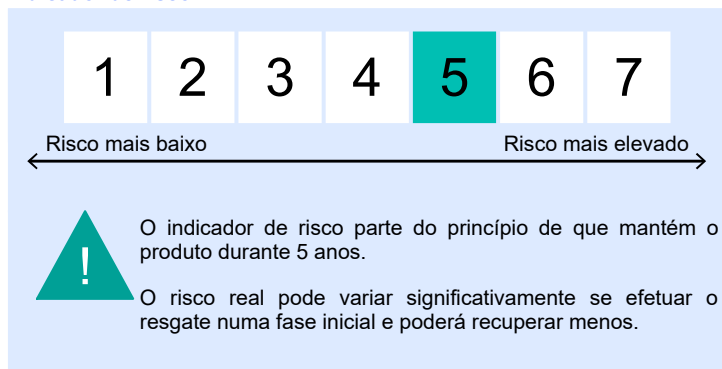 1 2 3 4 5 6 7
Risco mais baixo Risco mais elevado
O indicador de risco parte do princípio de que mantém o
produto durante 5 anos.
!
O risco real pode variar significativamente se efetuar o
resgate numa fase inicial e poderá recuperar menos.